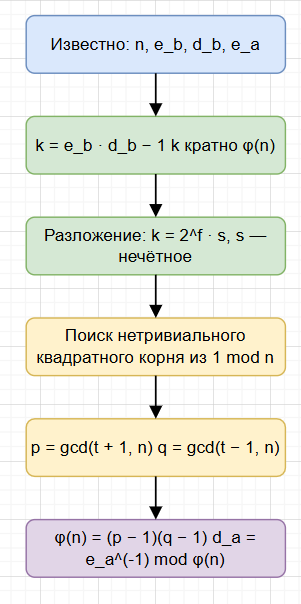 Известно: n, e_b, d_b, e_a
k = e_b · d_b − 1 k кратно φ(n)
Разложение: k = 2^f · s, s —
нечётное
Поиск нетривиального
квадратного корня из 1 mod n
p = gcd(t + 1, n) q = gcd(t − 1, n)
φ(n) = (p − 1)(q − 1) d_a =
e_a^(-1) mod φ(n)